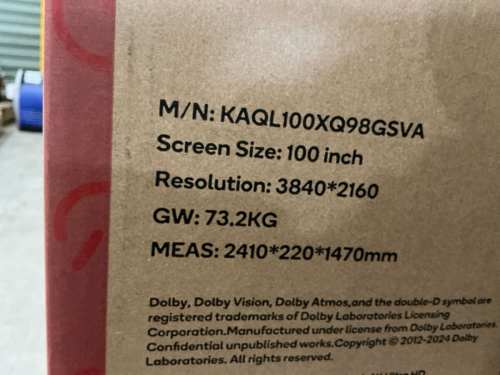 M/N: KAQL100XQ98GSVA
Screen Size: 100 inch
Resolution: 3840*2160
GW: 73.2KG
MEAS: 2410*220*1470mm
Dolby, Dolby Vision, Dolby Atmos,and the double-D symbol are
registered trademarks of Dolby Laboratories Licensing
Corporation.Manufactured under license from Dolby Laboratories.
Confidential unpublished works.Copyright © 2012-2024 Dolby
Laboratories. All rights reserved.